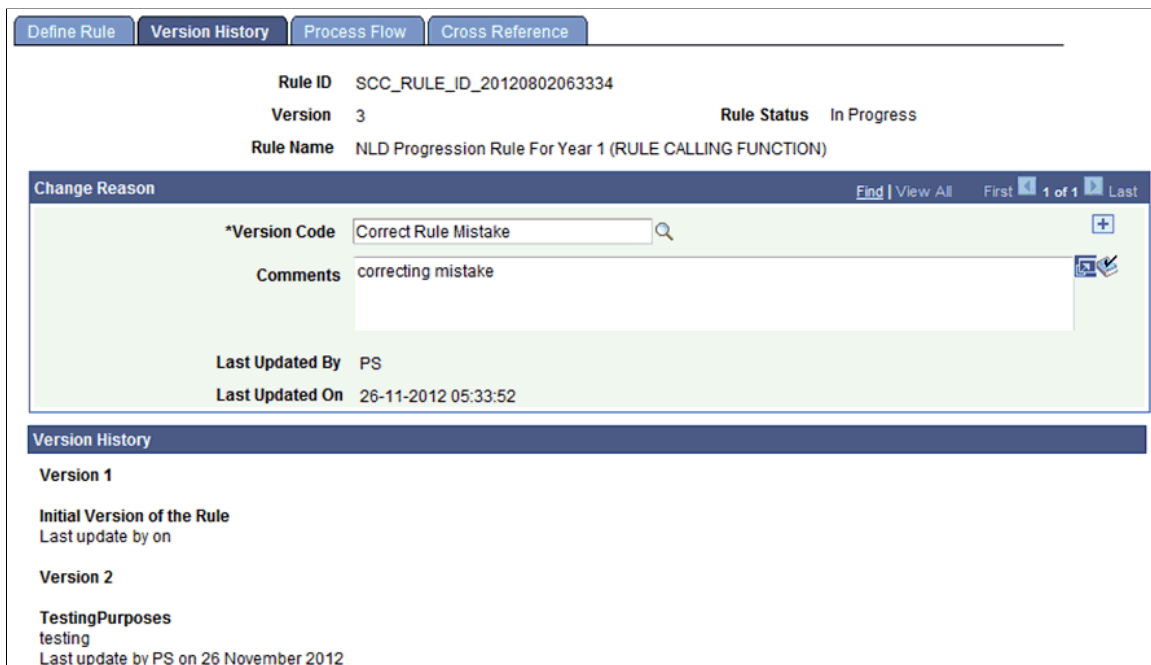 Define Rule Version History Process Flow Cross Reference
Rule ID SCC_RULE_ID_20120802063334
Version 3 Rule Status In Progress
Rule Name NLD Progression Rule For Year 1 (RULE CALLING FUNCTION)
Change Reason Find | View All First 1 of 1 Last
*Version Code Correct Rule Mistake
Comments correcting mistake
Last Updated By PS
Last Updated On 26-11-2012 05:33:52
Version History
Version 1
Initial Version of the Rule
Last update by on
Version 2
TestingPurposes
testing
Last update by PS on 26 November 2012